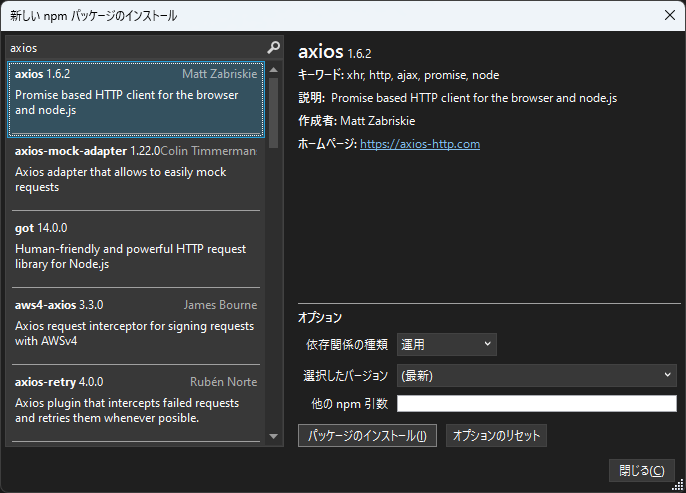 新しい npm パッケージのインストール
axios
axios 1.6.2 Matt Zabriskie
Promise based HTTP client for the browser
and node.js
axios-mock-adapter 1.22.0 Colin Timmerman
Axios adapter that allows to easily mock
requests
got 14.0.0
Human-friendly and powerful HTTP request
library for Node.js
aws4-axios 3.3.0 James Bourne
Axios request interceptor for signing requests
with AWSv4
axios-retry 4.0.0 Rubén Norte
Axios plugin that intercepts failed requests
and retries them whenever posible.
axios 1.6.2
キーワード: xhr, http, ajax, promise, node
説明: Promise based HTTP client for the browser and node.js
作成者: Matt Zabriskie
ホームページ: https://axios-http.com
オプション
依存関係の種類 運用
選択したバージョン (最新)
他の npm 引数
パッケージのインストール(I) オプションのリセット
閉じる(C)